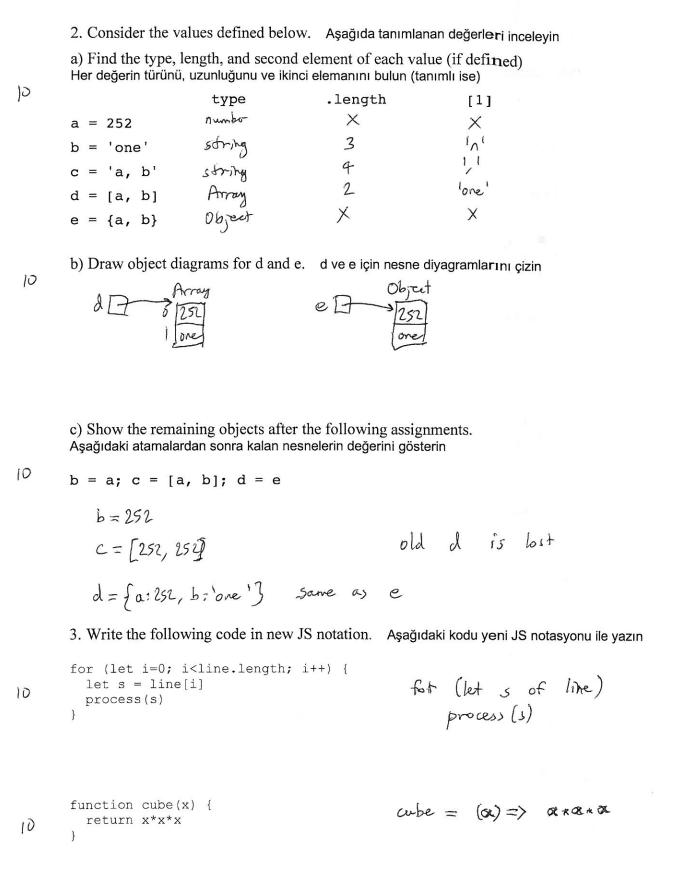 2. Consider the values defined below. Aşağıda tanımlanan değerleri inceleyin
a) Find the type, length, and second element of each value (if defined)
Her değerin türünü, uzunluğunu ve ikinci elemanını bulun (tanımlı ise)
10
type .length [1]
a = 252 number X X
b = 'one' string 3 'n'
c = 'a, b' string 4 ','
d = [a, b] Array 2 'one'
e = {a, b} Object X X
10 b) Draw object diagrams for d and e. d ve e için nesne diyagramlarını çizin
Array Object
d 0 252 e 252
1 one one
c) Show the remaining objects after the following assignments.
Aşağıdaki atamalardan sonra kalan nesnelerin değerini gösterin
10 b = a; c = [a, b]; d = e
b = 252
c = [252, 252] old d is lost
d = {a:252, b:'one'} same as e
3. Write the following code in new JS notation. Aşağıdaki kodu yeni JS notasyonu ile yazın
for (let i=0; i<line.length; i++) {
let s = line[i] for (let s of line)
10 process(s) process(s)
}
function cube(x) { cube = (x) => x*x*x
10 return x*x*x
}